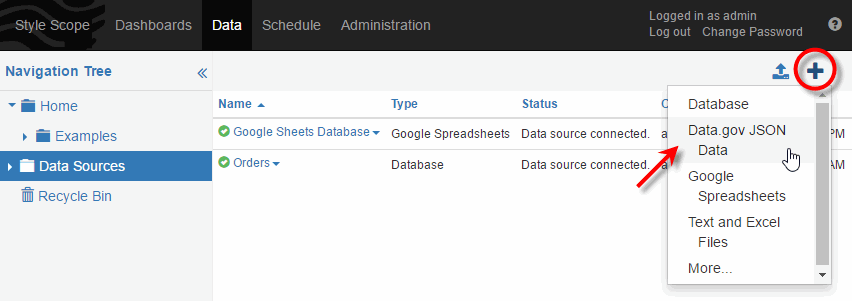 Style Scope Dashboards Data Schedule Administration
Logged in as admin
Log out Change Password
?
Navigation Tree
Home
Examples
Data Sources
Recycle Bin
Name Type Status C
Google Sheets Database Google Spreadsheets Data source connected. a PM
Orders Database Data source connected. a AM
Database
Data.gov JSON
Data
Google
Spreadsheets
Text and Excel
Files
More...